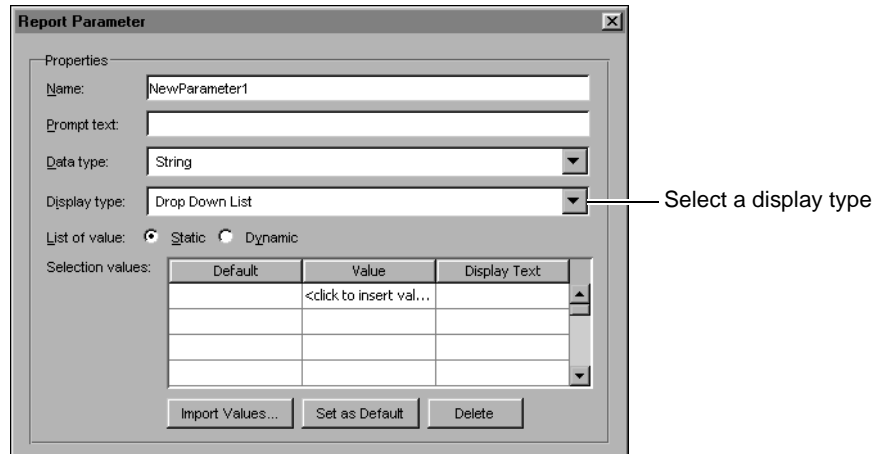 Report Parameter
Properties
Name: NewParameter1
Prompt text:
Data type: String
Display type: Drop Down List
Select a display type
List of value: Static Dynamic
Selection values: Default Value Display Text
<click to insert val...
Import Values... Set as Default Delete